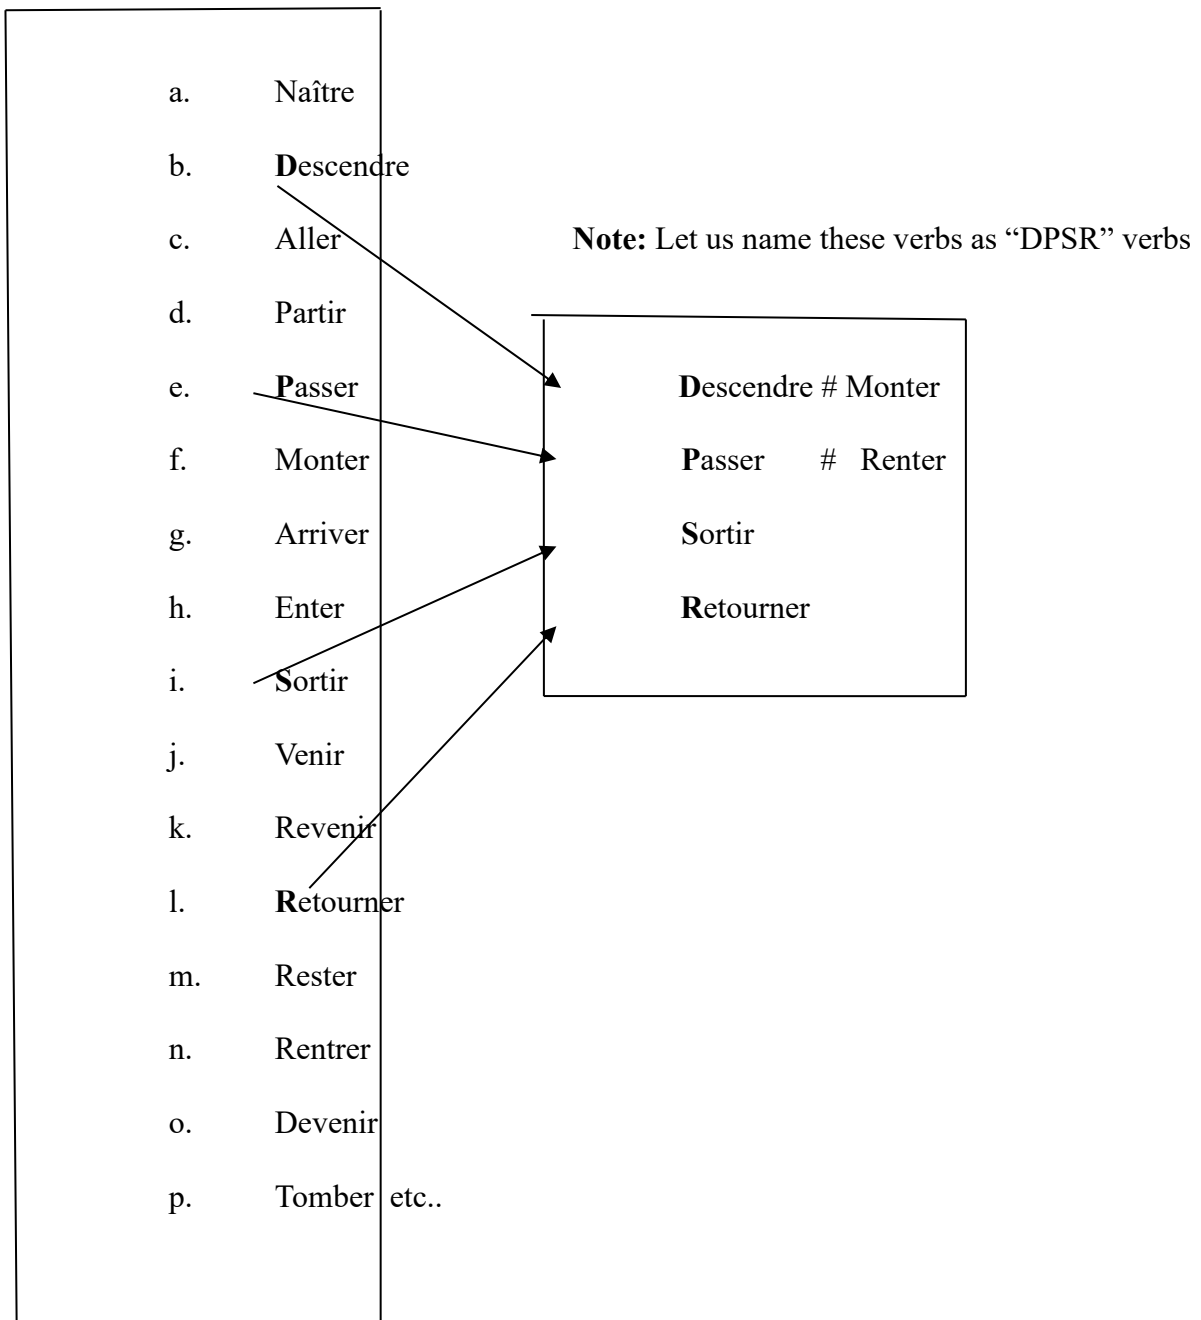 a. Naître
b. Descendre
c. Aller
Note: Let us name these verbs as “DPSR” verbs
d. Partir
e. Passer
Descendre # Monter
f. Monter
Passer # Renter
g. Arriver
Sortir
h. Enter
Retourner
i. Sortir
j. Venir
k. Revenir
l. Retourner
m. Rester
n. Rentrer
o. Devenir
p. Tomber etc..